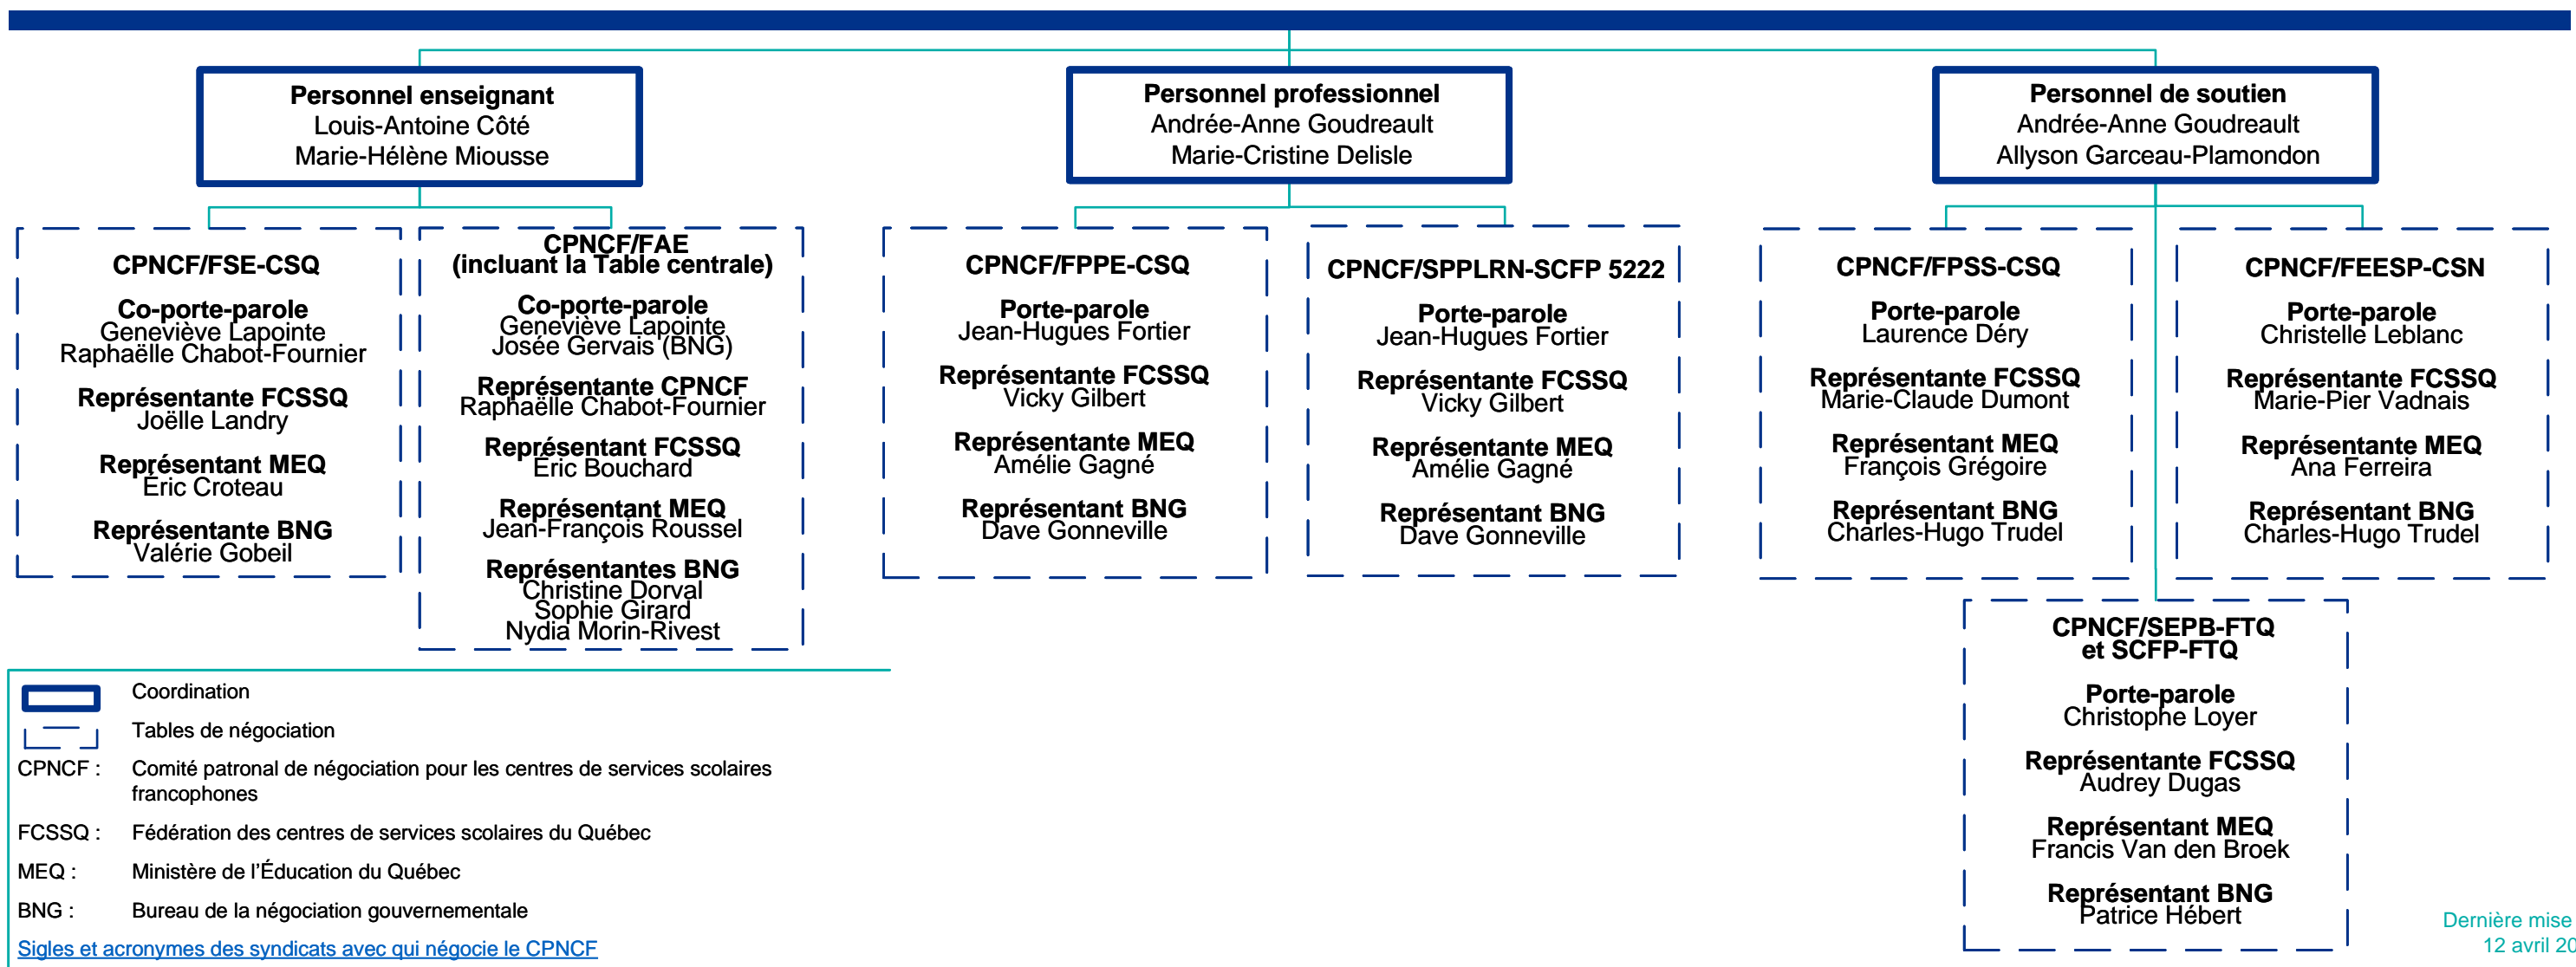 Personnel enseignant
Louis-Antoine Côté
Marie-Hélène Miousse
Personnel professionnel
Andrée-Anne Goudreault
Marie-Cristine Delisle
Personnel de soutien
Andrée-Anne Goudreault
Allyson Garceau-Plamondon
CPNCF/FSE-CSQ
Co-porte-parole
Geneviève Lapointe
Raphaëlle Chabot-Fournier
Représentante FCSSQ
Joëlle Landry
Représentant MEQ
Éric Croteau
Représentante BNG
Valérie Gobeil
CPNCF/FAE
(incluant la Table centrale)
Co-porte-parole
Geneviève Lapointe
Josée Gervais (BNG)
Représentante CPNCF
Raphaëlle Chabot-Fournier
Représentant FCSSQ
Éric Bouchard
Représentant MEQ
Jean-François Roussel
Représentantes BNG
Christine Dorval
Sophie Girard
Nydia Morin-Rivest
CPNCF/FPPE-CSQ
Porte-parole
Jean-Hugues Fortier
Représentante FCSSQ
Vicky Gilbert
Représentante MEQ
Amélie Gagné
Représentant BNG
Dave Gonneville
CPNCF/SPPLRN-SCFP 5222
Porte-parole
Jean-Hugues Fortier
Représentante FCSSQ
Vicky Gilbert
Représentante MEQ
Amélie Gagné
Représentant BNG
Dave Gonneville
CPNCF/FPSS-CSQ
Porte-parole
Laurence Déry
Représentante FCSSQ
Marie-Claude Dumont
Représentant MEQ
François Grégoire
Représentant BNG
Charles-Hugo Trudel
CPNCF/FEESP-CSN
Porte-parole
Christelle Leblanc
Représentante FCSSQ
Marie-Pier Vadnais
Représentante MEQ
Ana Ferreira
Représentant BNG
Charles-Hugo Trudel
CPNCF/SEPB-FTQ
et SCFP-FTQ
Porte-parole
Christophe Loyer
Représentante FCSSQ
Audrey Dugas
Représentant MEQ
Francis Van den Broek
Représentant BNG
Patrice Hébert
Coordination
Tables de négociation
CPNCF : Comité patronal de négociation pour les centres de services scolaires
francophones
FCSSQ : Fédération des centres de services scolaires du Québec
MEQ : Ministère de l'Éducation du Québec
BNG : Bureau de la négociation gouvernementale
Sigles et acronymes des syndicats avec qui négocie le CPNCF
Dernière mise
12 avril 20